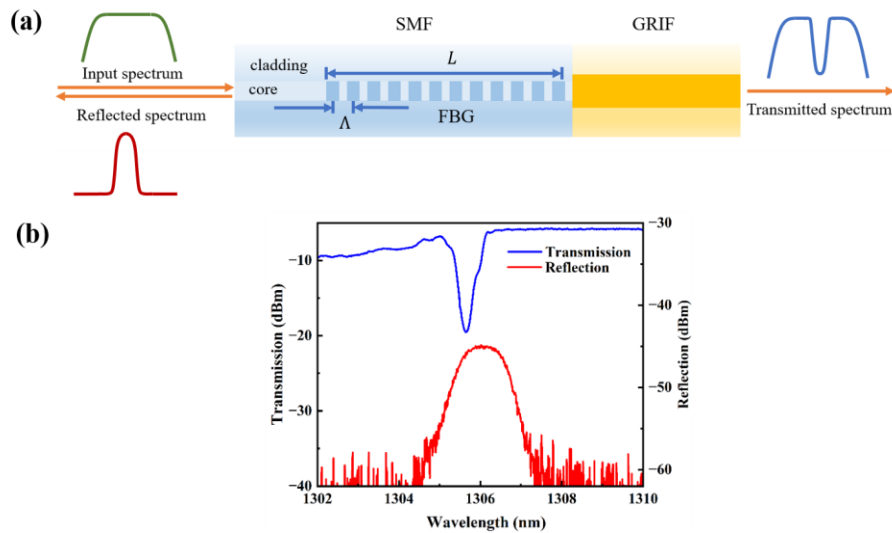 (a)
SMF
GRIF
Input spectrum
Reflected spectrum
cladding
core
L
Λ
FBG
Transmitted spectrum
(b)
Transmission (dBm)
−10
−20
−30
−40
Transmission
Reflection
−30
−40
−50
−60
Reflection (dBm)
1302
1304
1306
1308
1310
Wavelength (nm)